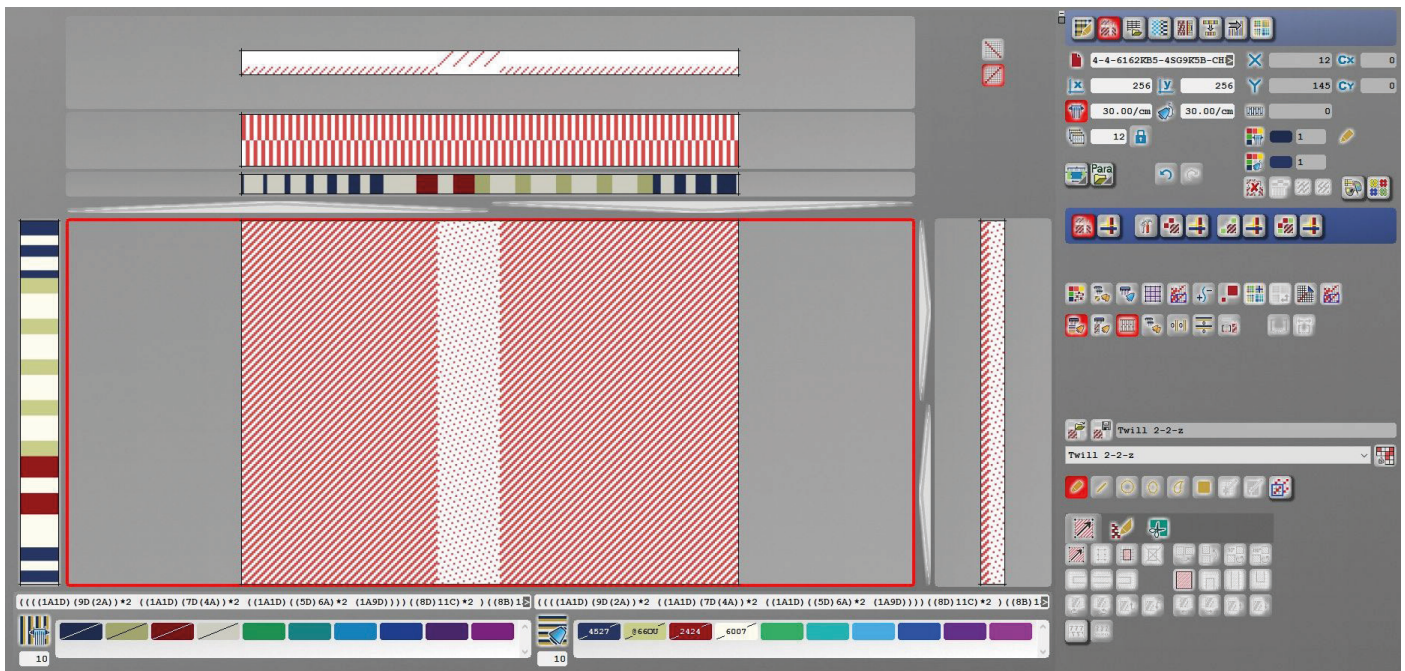 4-4-6162KB5-4SG9K5B-CH
12
Cx
0
x
256
y
256
145
CY
0
30.00/cm
30.00/cm
0
12
1
Para
1
Twill 2-2-z
Twill 2-2-z
((((1A1D)(9D(2A))*2 ((1A1D)(7D(4A))*2 ((1A1D)((5D)6A)*2 (1A9D))))((8D)11C)*2 )((8B)1
((((1A1D)(9D(2A))*2 ((1A1D)(7D(4A))*2 ((1A1D)((5D)6A)*2 (1A9D))))((8D)11C)*2 )((8B)1
4527
@660U
2424
6007
10
10